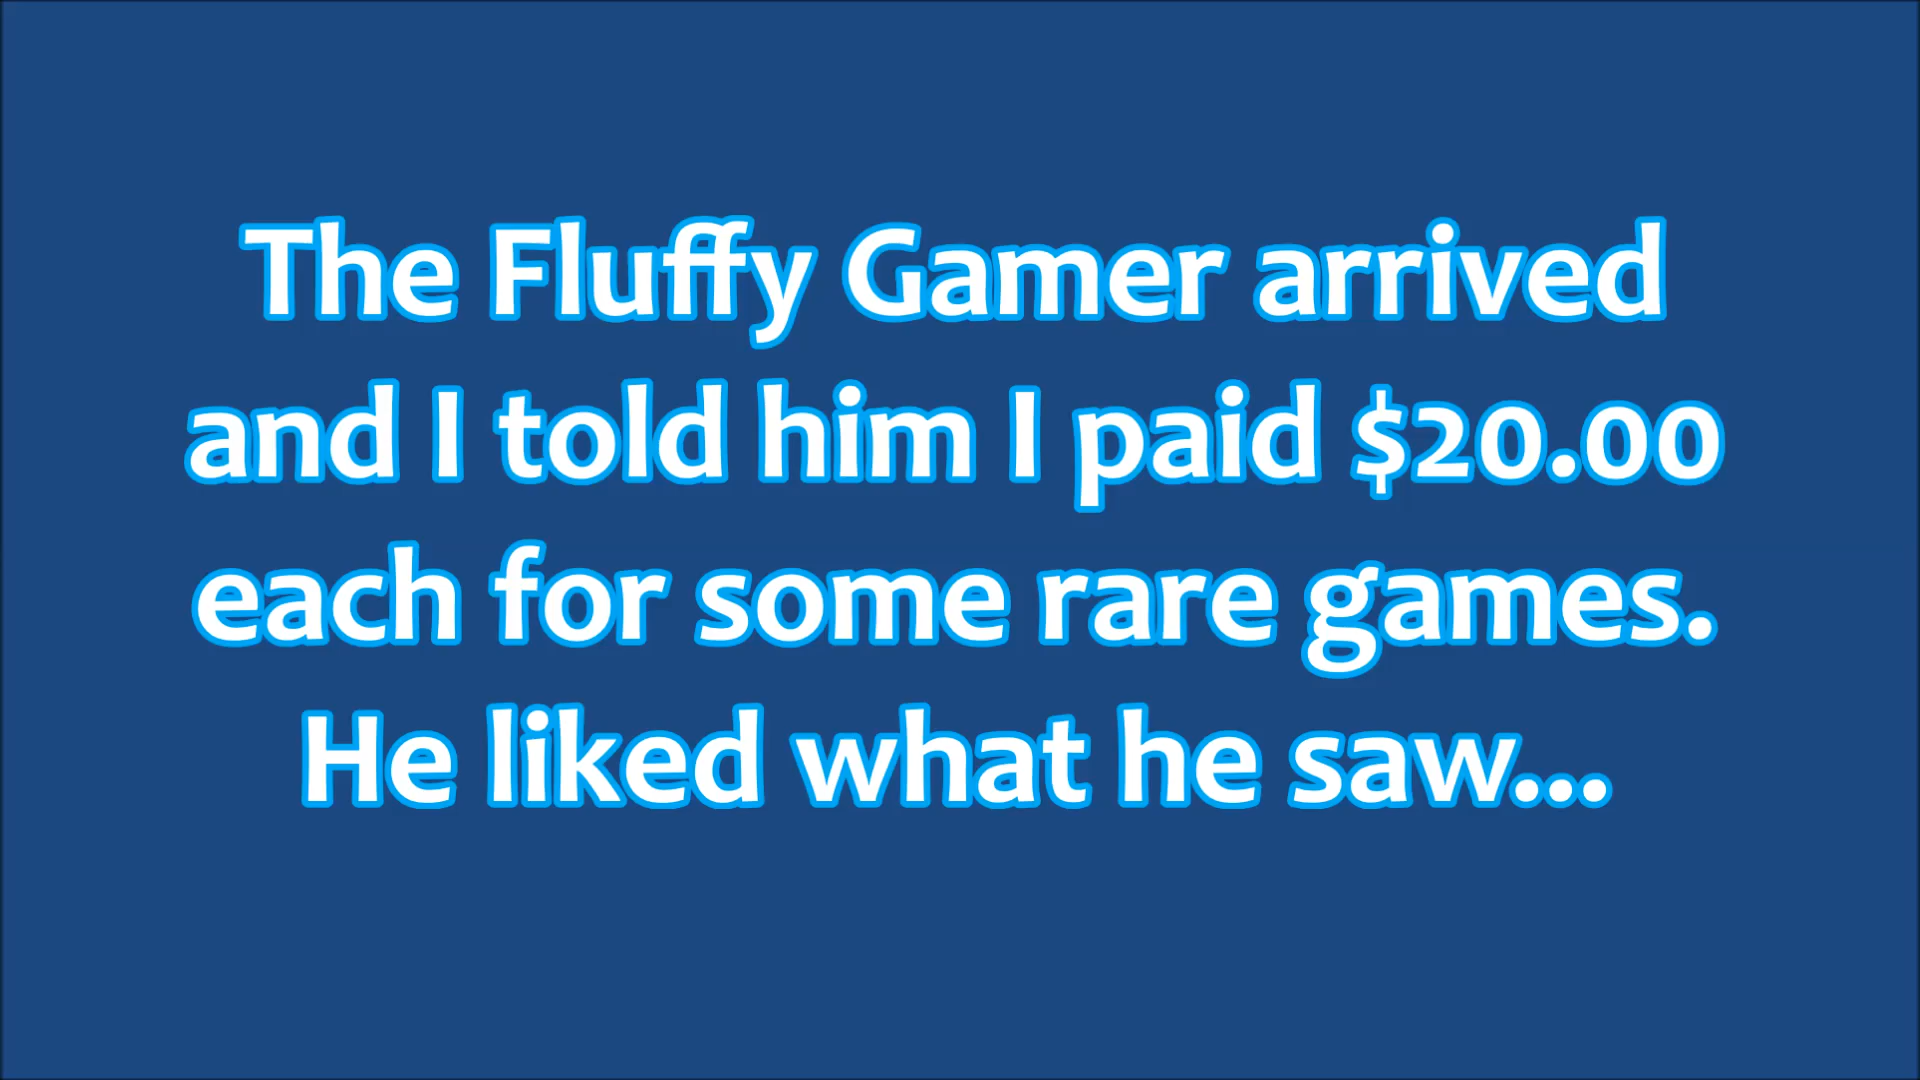 The Fluffy Gamer arrived
and I told him I paid $20.00
each for some rare games.
He liked what he saw...